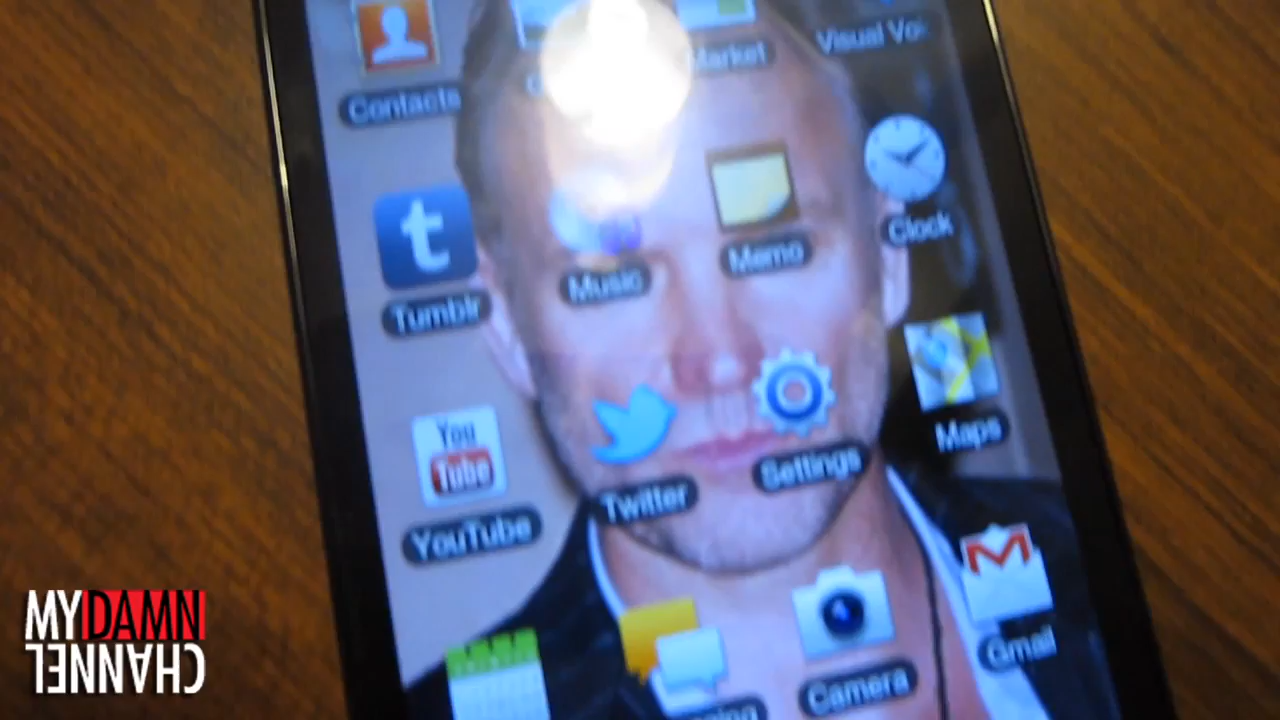 Market
Visual Vo
Contacts
t
Clock
Memo
Music
Tumblr
Maps
You
Tube
Settings
Twitter
YouTube
M
Gmail
Camera
MYDAMN
CHANNEL